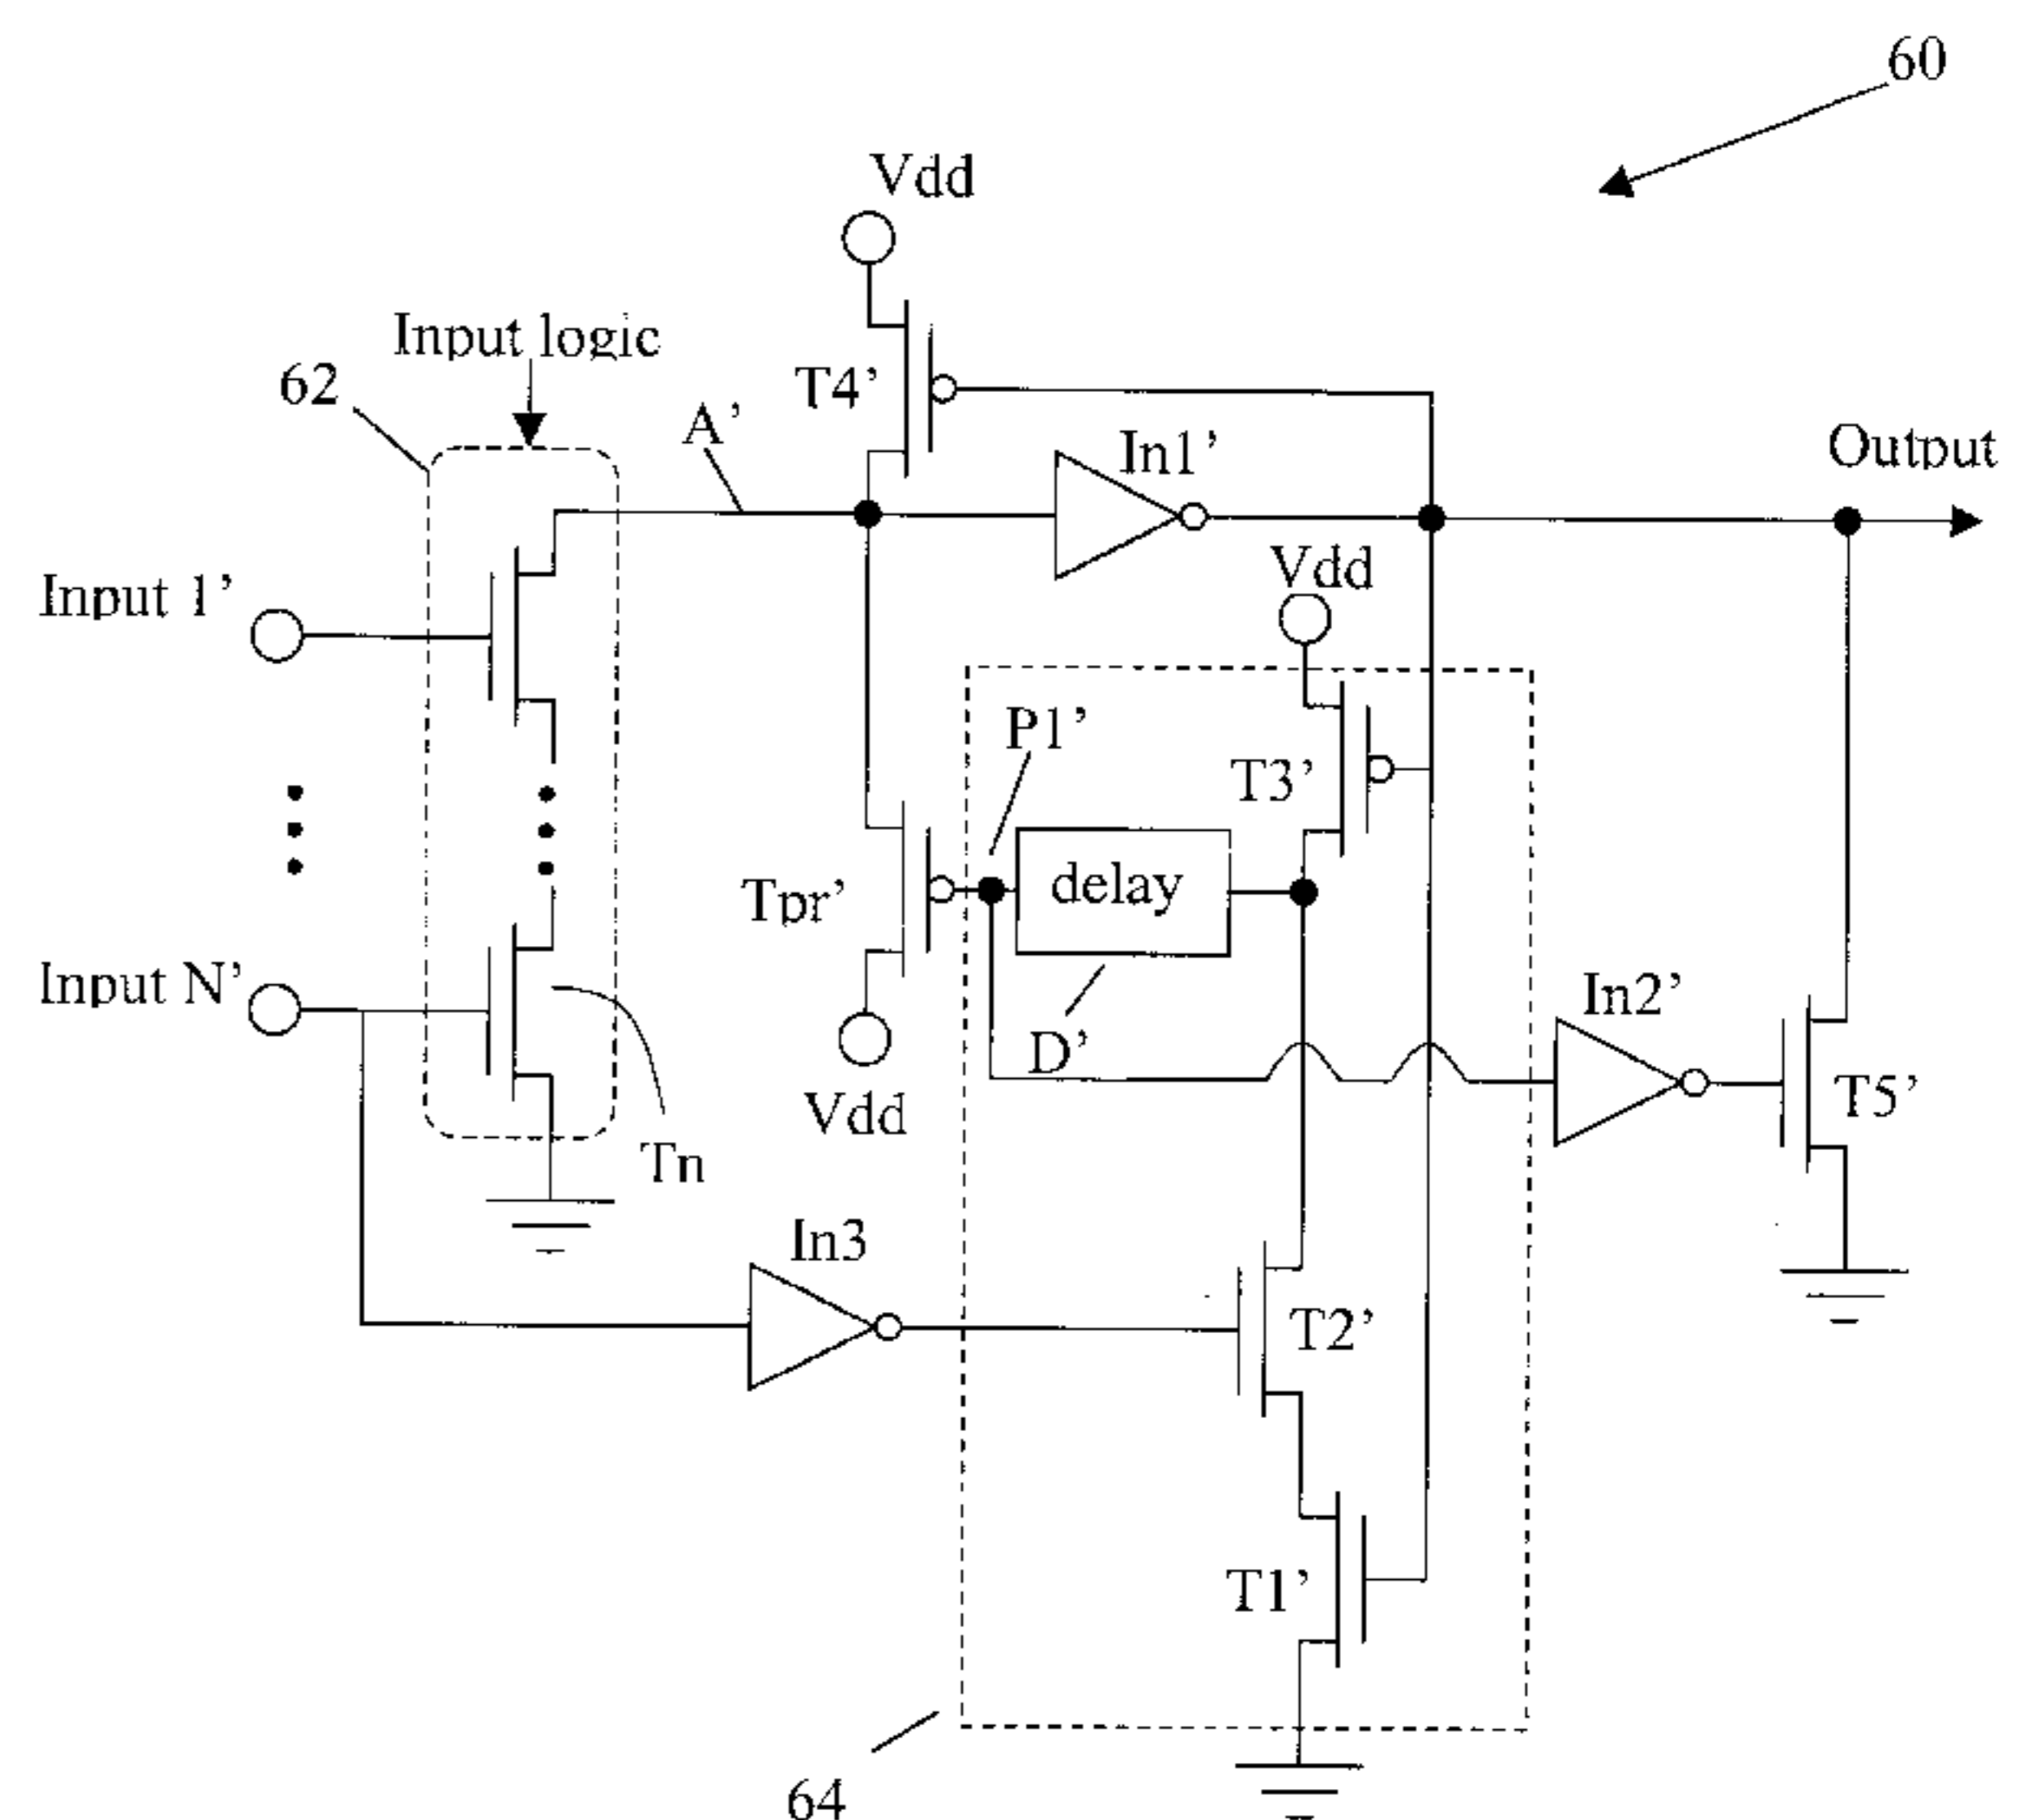 60
Vdd
Input logic
62
T4'
A'
In1'
Output
Vdd
Input 1'
P1'
T3'
delay
Tpr'
Input N'
In2'
D'
T5'
Vdd
Tn
In3
T2'
T1'
64